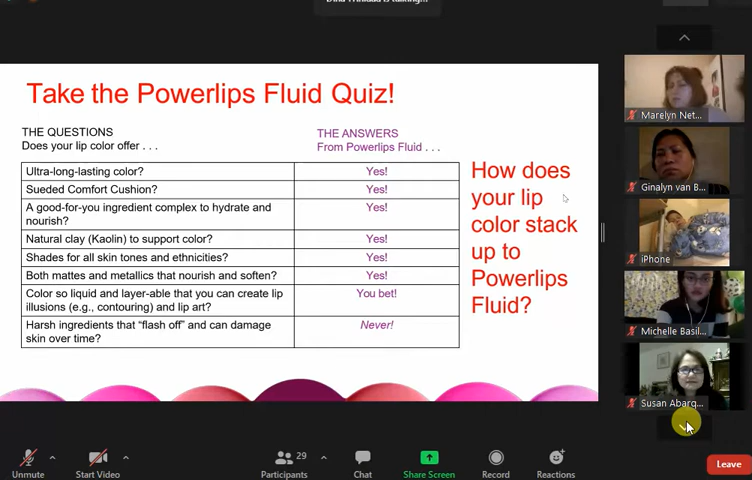 Take the Powerlips Fluid Quiz!
THE QUESTIONS
Does your lip color offer . . .
THE ANSWERS
From Powerlips Fluid . . .
Ultra-long-lasting color?
Yes!
Sueded Comfort Cushion?
Yes!
A good-for-you ingredient complex to hydrate and
nourish?
Yes!
Natural clay (Kaolin) to support color?
Yes!
Shades for all skin tones and ethnicities?
Yes!
Both mattes and metallics that nourish and soften?
Yes!
Color so liquid and layer-able that you can create lip
illusions (e.g., contouring) and lip art?
You bet!
Harsh ingredients that “flash off” and can damage
skin over time?
Never!
How does
your lip
color stack
up to
Powerlips
Fluid?
Marelyn Net...
Ginalyn van B...
iPhone
Michelle Basil...
Susan Abarq...
Unmute
Start Video
Participants
29
Chat
Share Screen
Record
Reactions
Leave